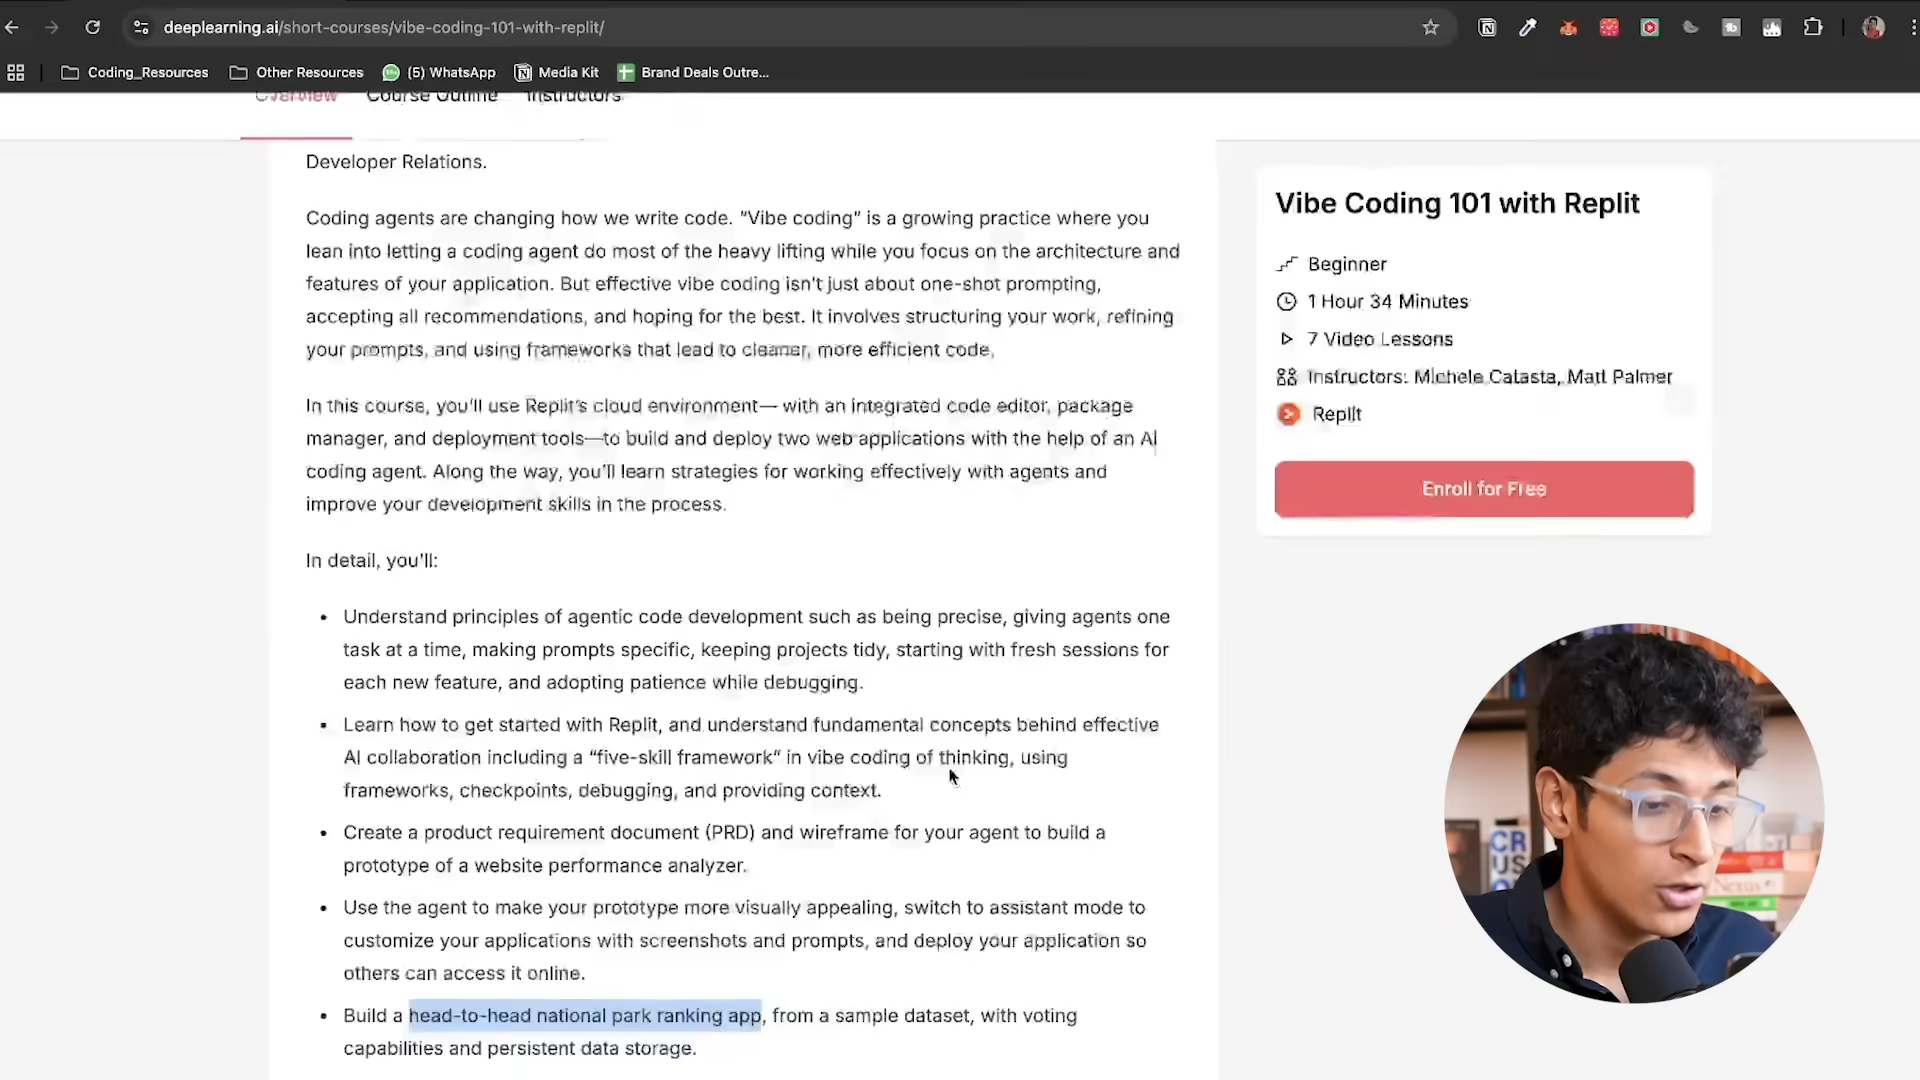 deeplearning.ai/short-courses/vibe-coding-101-with-replit/
Coding_Resources
Other Resources
(5) WhatsApp
Media Kit
Brand Deals Outre...
Overview
Course Outline
Instructors
Developer Relations.
Coding agents are changing how we write code. "Vibe coding" is a growing practice where you
lean into letting a coding agent do most of the heavy lifting while you focus on the architecture and
features of your application. But effective vibe coding isn't just about one-shot prompting,
accepting all recommendations, and hoping for the best. It involves structuring your work, refining
your prompts, and using frameworks that lead to cleaner, more efficient code.
In this course, you'll use Replit's cloud environment— with an integrated code editor, package
manager, and deployment tools—to build and deploy two web applications with the help of an AI
coding agent. Along the way, you'll learn strategies for working effectively with agents and
improve your development skills in the process.
In detail, you'll:
• Understand principles of agentic code development such as being precise, giving agents one
task at a time, making prompts specific, keeping projects tidy, starting with fresh sessions for
each new feature, and adopting patience while debugging.
• Learn how to get started with Replit, and understand fundamental concepts behind effective
AI collaboration including a "five-skill framework" in vibe coding of thinking, using
frameworks, checkpoints, debugging, and providing context.
• Create a product requirement document (PRD) and wireframe for your agent to build a
prototype of a website performance analyzer.
• Use the agent to make your prototype more visually appealing, switch to assistant mode to
customize your applications with screenshots and prompts, and deploy your application so
others can access it online.
• Build a head-to-head national park ranking app, from a sample dataset, with voting
capabilities and persistent data storage.
Vibe Coding 101 with Replit
Beginner
1 Hour 34 Minutes
7 Video Lessons
Instructors: Michele Catasta, Matt Palmer
Replit
Enroll for Free
CR
US
Nexus